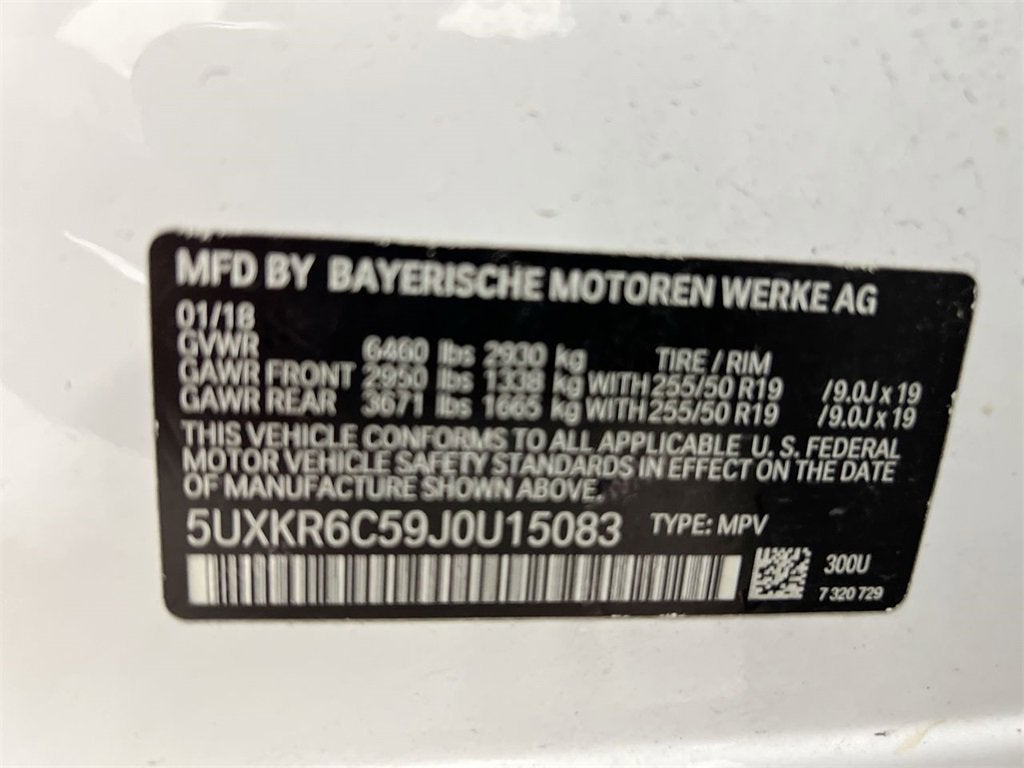 MFD BY BAYERISCHE MOTOREN WERKE AG
01/18
GVWR 6460 lbs 2930 kg TIRE / RIM
GAWR FRONT 2950 lbs 1338 kg WITH 255/50 R19 /9.0J x 19
GAWR REAR 3671 lbs 1665 kg WITH 255/50 R19 /9.0J x 19
THIS VEHICLE CONFORMS TO ALL APPLICABLE U. S. FEDERAL
MOTOR VEHICLE SAFETY STANDARDS IN EFFECT ON THE DATE
OF MANUFACTURE SHOWN ABOVE.
5UXKR6C59J0U15083 TYPE: MPV
300U
7 320 729